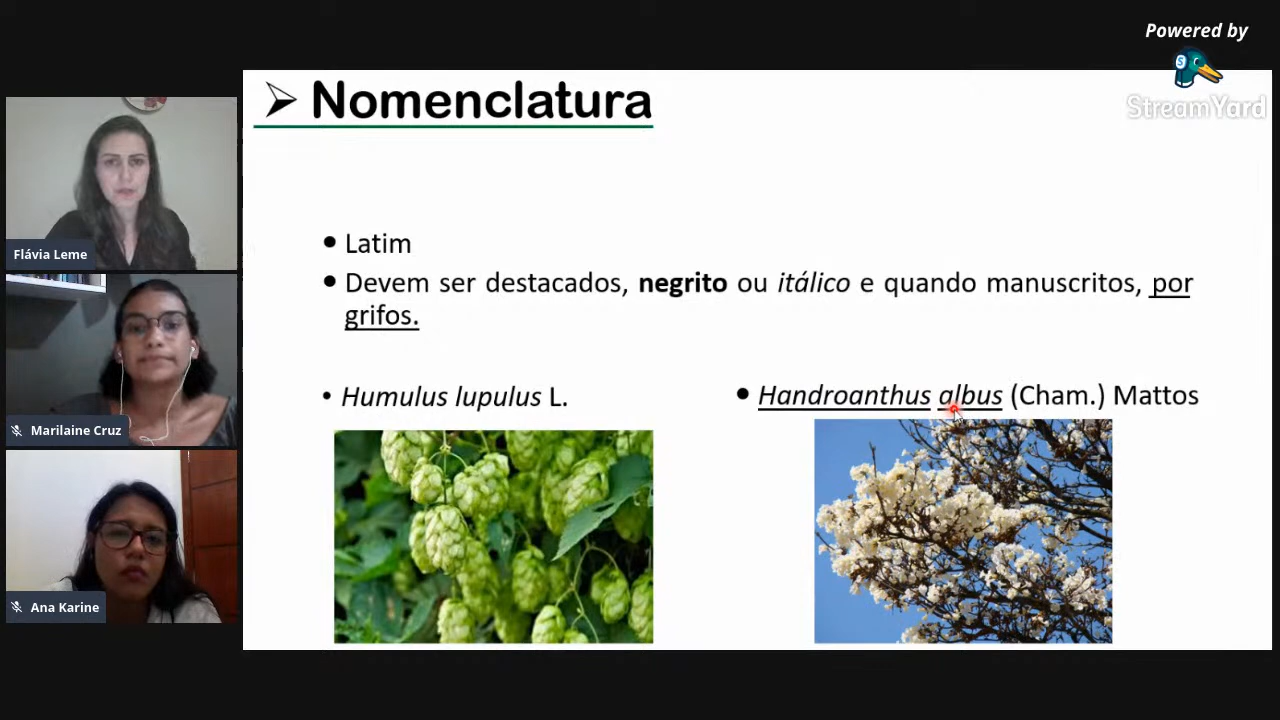 Powered by
StreamYard
Nomenclatura
Flávia Leme
Marilaine Cruz
Ana Karine
• Latim
• Devem ser destacados, negrito ou itálico e quando manuscritos, por
grifos.
• Humulus lupulus L.
• Handroanthus albus (Cham.) Mattos